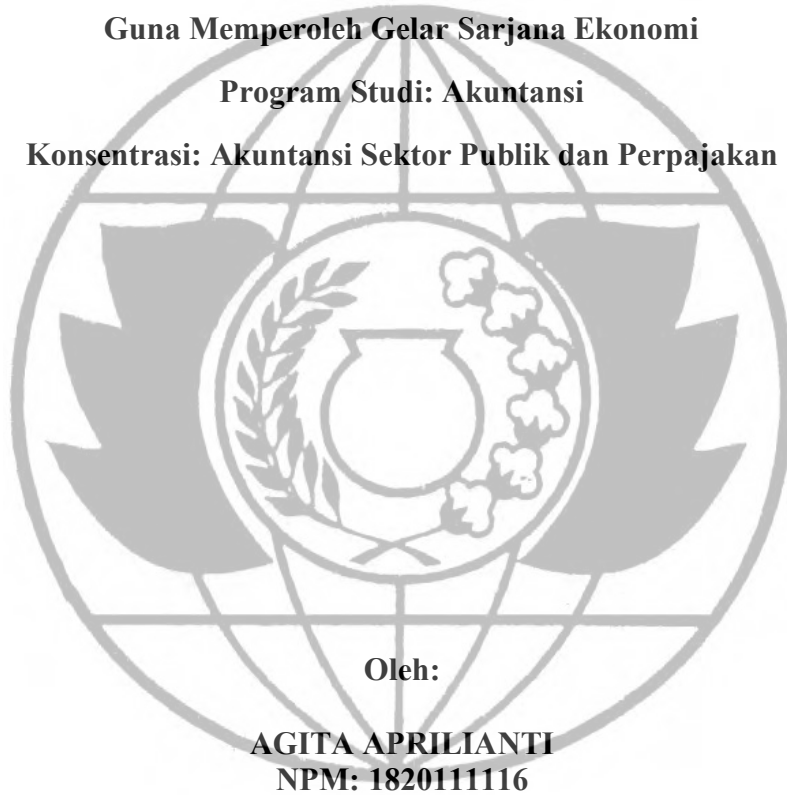 Guna Memperoleh Gelar Sarjana Ekonomi
Program Studi: Akuntansi
Konsentrasi: Akuntansi Sektor Publik dan Perpajakan
Oleh:
AGITA APRILIANTI
NPM: 1820111116